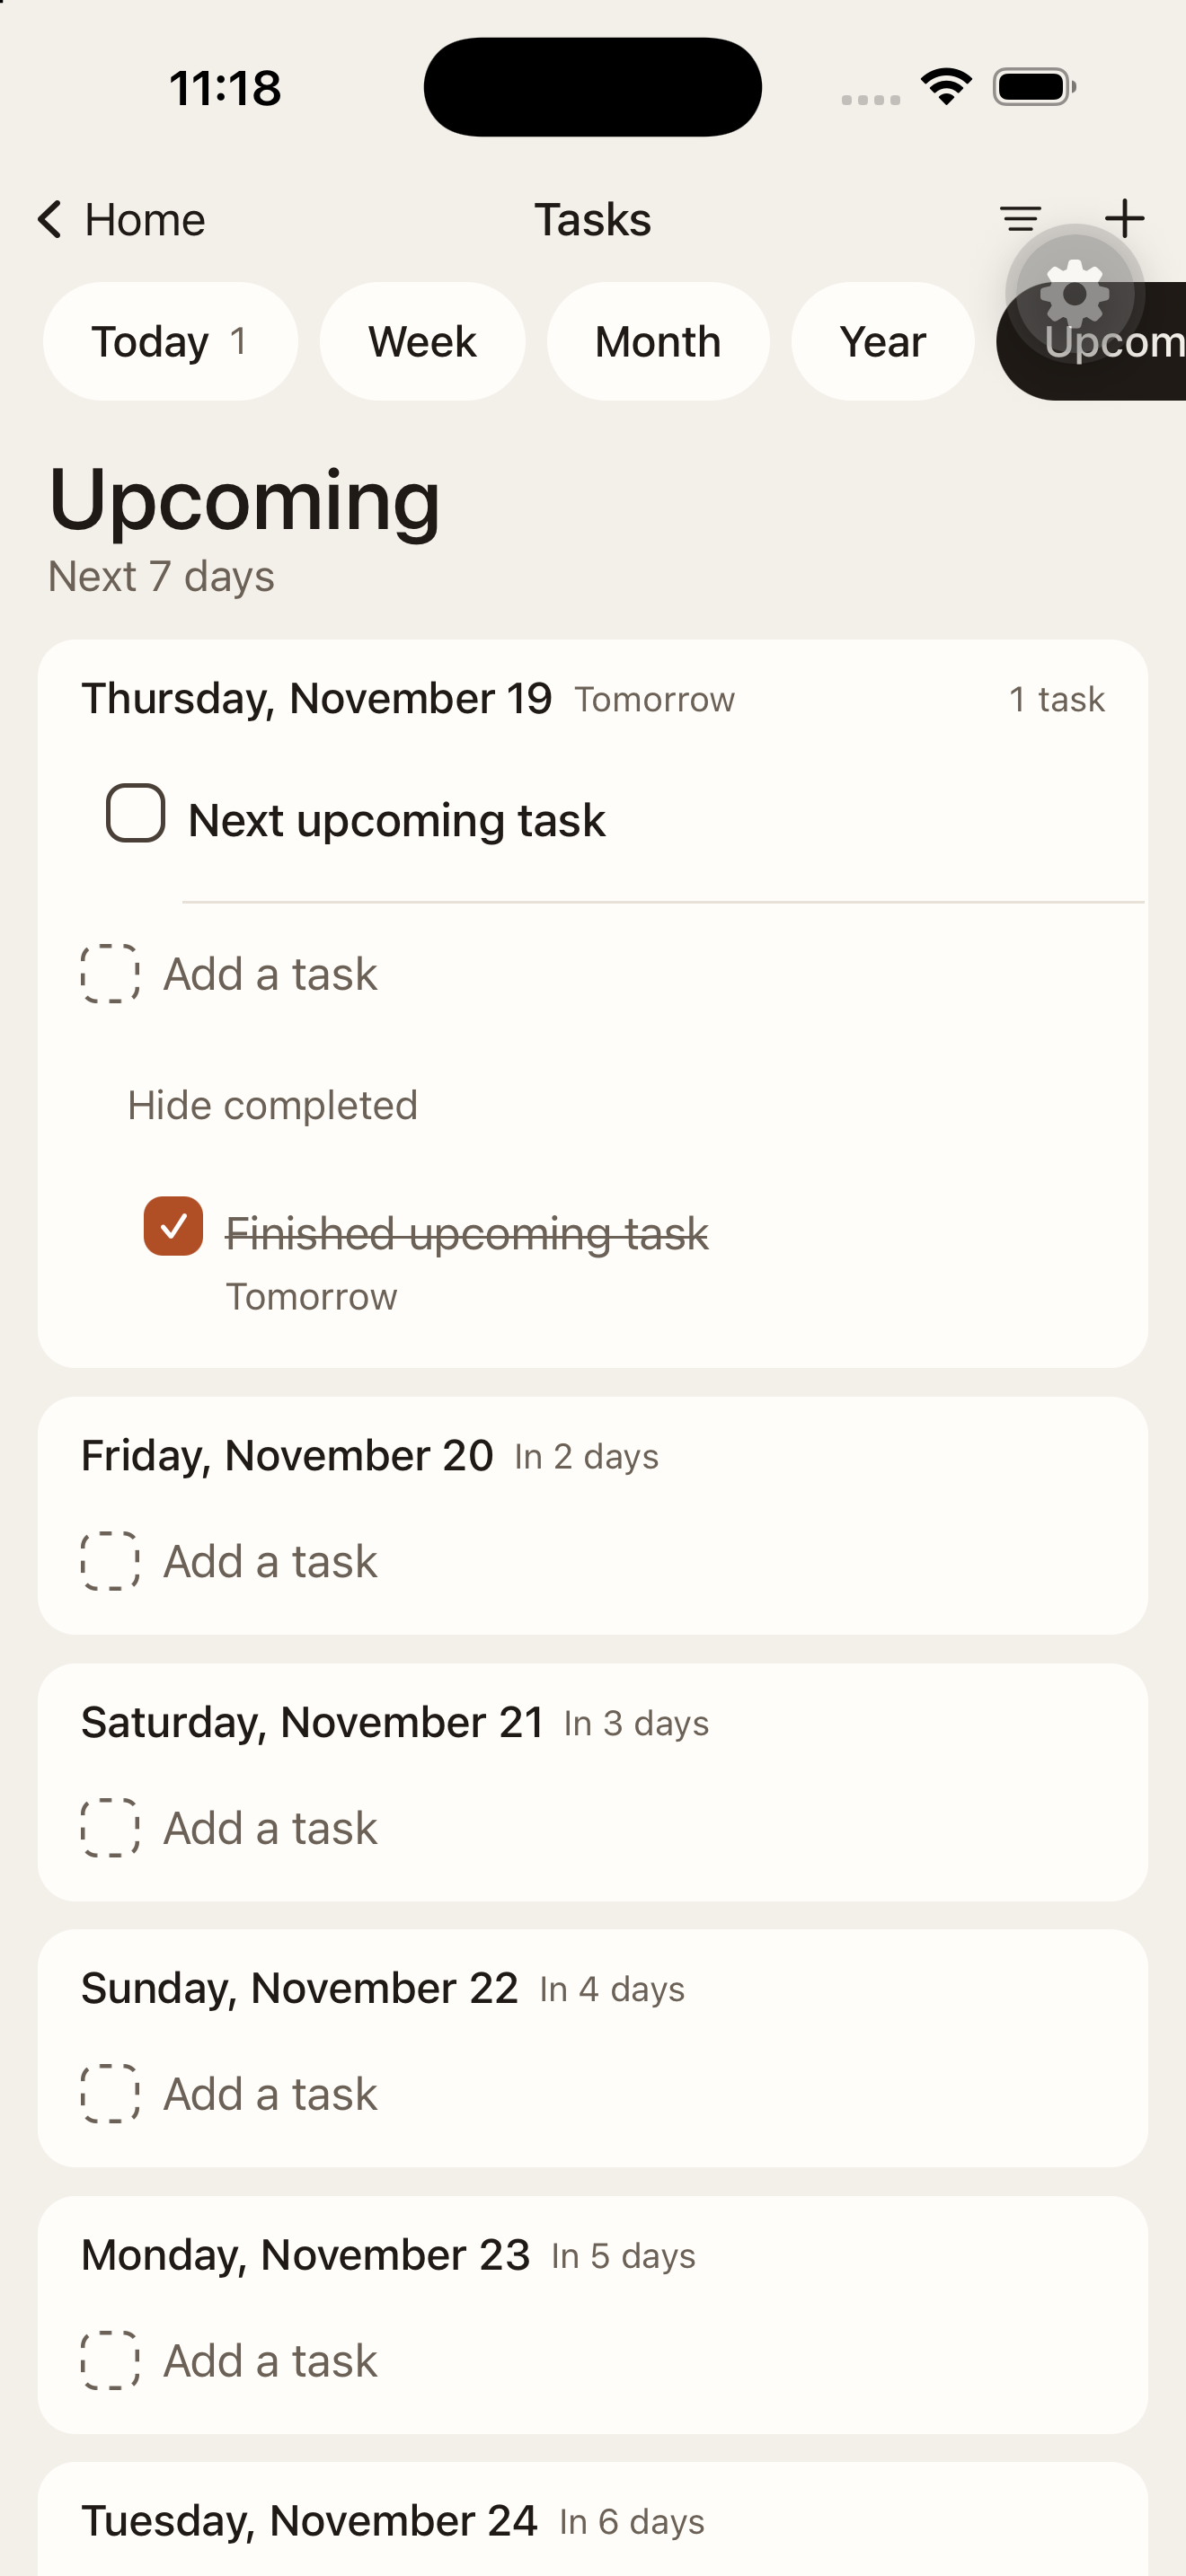 11:18
Home
Tasks
Today 1
Week
Month
Year
Upcom
Upcoming
Next 7 days
Thursday, November 19 Tomorrow
1 task
Next upcoming task
Add a task
Hide completed
Finished upcoming task
Tomorrow
Friday, November 20 In 2 days
Add a task
Saturday, November 21 In 3 days
Add a task
Sunday, November 22 In 4 days
Add a task
Monday, November 23 In 5 days
Add a task
Tuesday, November 24 In 6 days